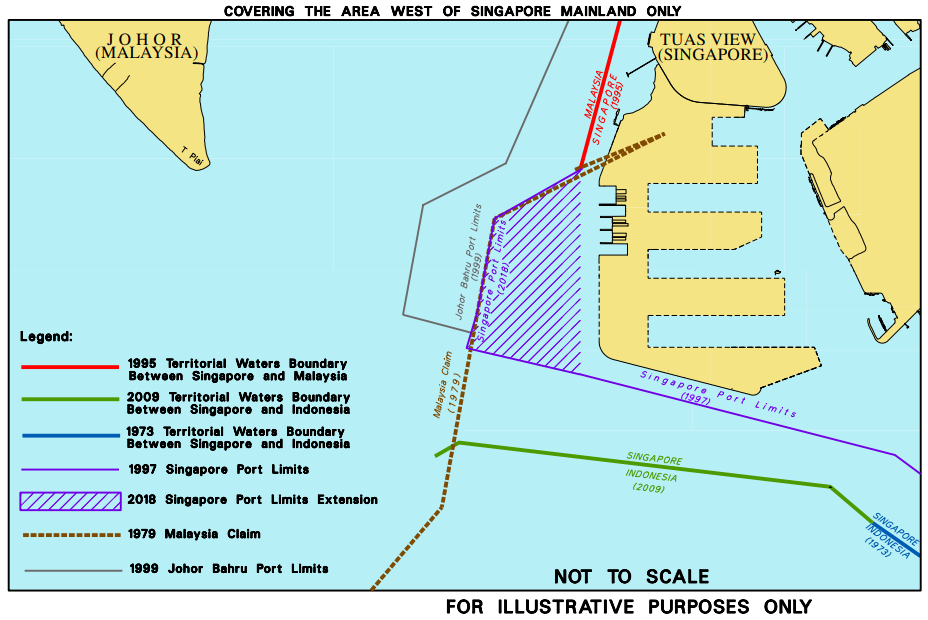 COVERING THE AREA WEST OF SINGAPORE MAINLAND ONLY
JOHOR
(MALAYSIA)
TUAS VIEW
(SINGAPORE)
MALAYSIA
SINGAPORE
(1995)
T Piai
Johor Bahru Port Limits
(1999)
Singapore Port Limits
(2018)
Legend:
1995 Territorial Waters Boundary
Between Singapore and Malaysia
2009 Territorial Waters Boundary
Between Singapore and Indonesia
1973 Territorial Waters Boundary
Between Singapore and Indonesia
1997 Singapore Port Limits
2018 Singapore Port Limits Extension
1979 Malaysia Claim
1999 Johor Bahru Port Limits
Malaysia Claim
(1979)
Singapore Port Limits
(1997)
SINGAPORE
INDONESIA
(2009)
SINGAPORE
INDONESIA
(1973)
NOT TO SCALE
FOR ILLUSTRATIVE PURPOSES ONLY